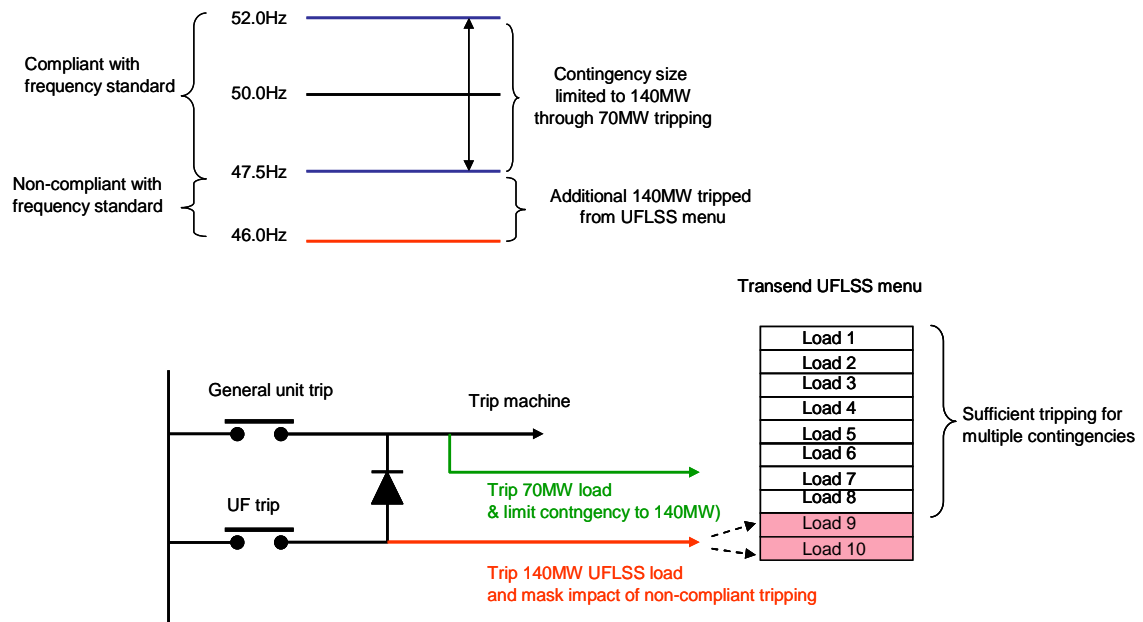 52.0Hz
Compliant with
frequency standard
50.0Hz
Contingency size
limited to 140MW
through 70MW tripping
47.5Hz
Non-compliant with
frequency standard
Additional 140MW tripped
from UFLSS menu
46.0Hz
Transend UFLSS menu
Load 1
Load 2
Load 3
Load 4
Load 5
Load 6
Load 7
Load 8
Load 9
Load 10
Sufficient tripping for
multiple contingencies
General unit trip
Trip machine
Trip 70MW load
& limit contngency to 140MW)
UF trip
Trip 140MW UFLSS load
and mask impact of non-compliant tripping